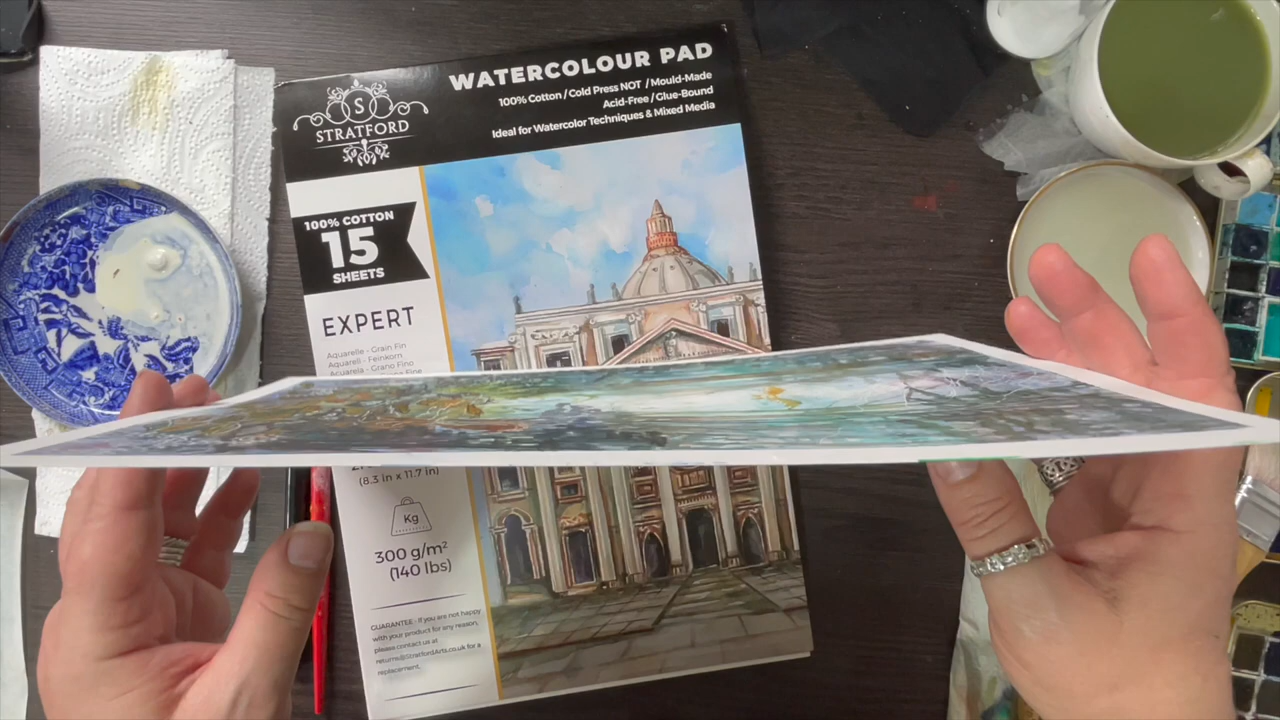 WATERCOLOUR PAD
100% Cotton / Cold Press NOT / Mould-Made
Acid-Free / Glue-Bound
Ideal for Watercolor Techniques & Mixed Media
S
STRATFORD
100% COTTON
15
SHEETS
EXPERT
Aquarelle - Grain Fin
Aquarell - Feinkorn
Acuarela - Grano Fino
(8.3 in x 11.7 in)
Kg
300 g/m²
(140 lbs)
GUARANTEE - If you are not happy
with your product for any reason,
please contact us at
returns@StratfordArts.co.uk for a
replacement.